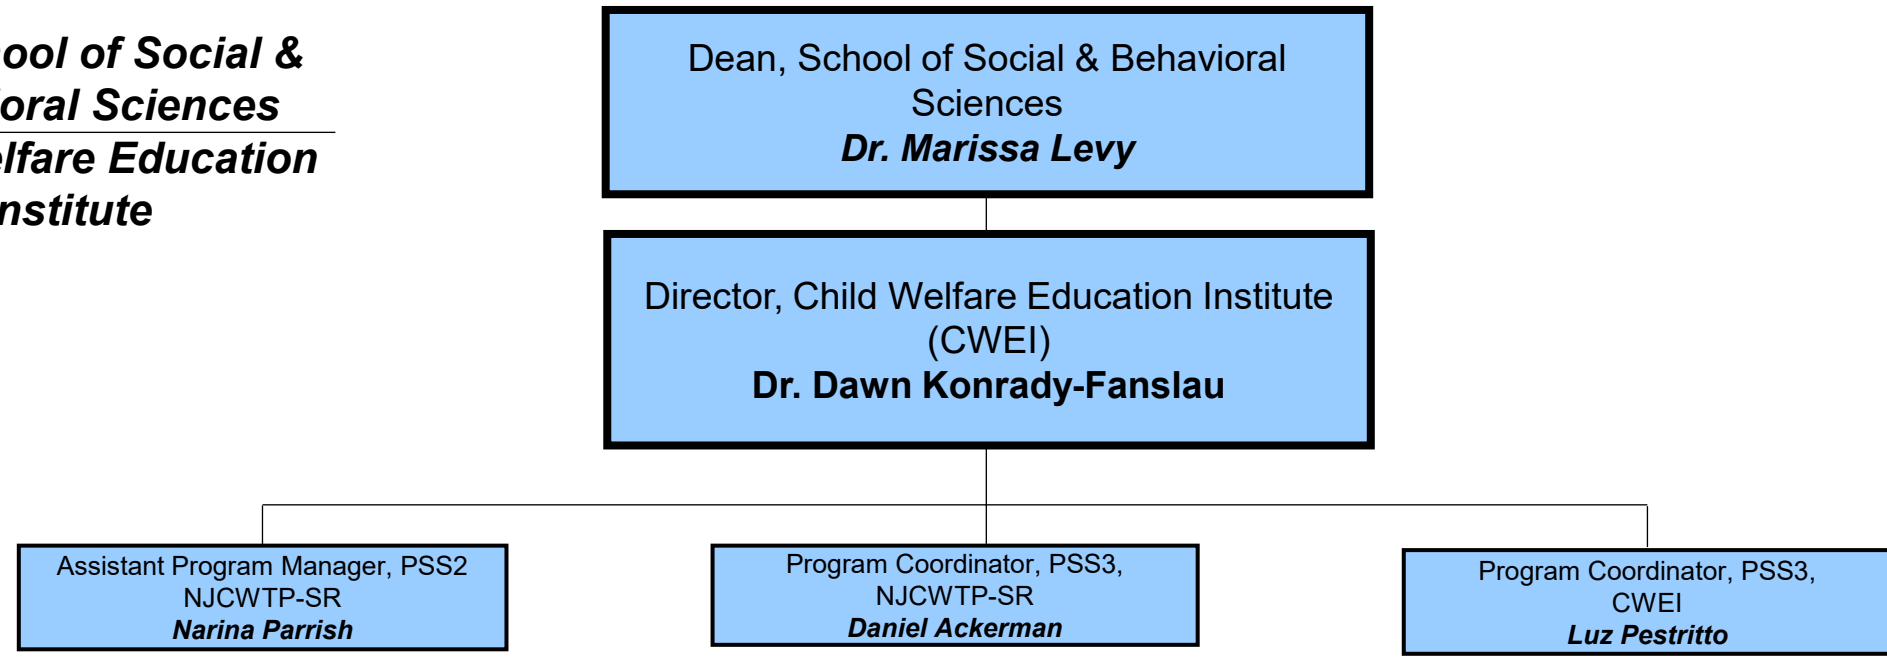 ool of Social &
oral Sciences
elfare Education
nstitute
Dean, School of Social & Behavioral
Sciences
Dr. Marissa Levy
Director, Child Welfare Education Institute
(CWEI)
Dr. Dawn Konrady-Fanslau
Assistant Program Manager, PSS2
NJCWTP-SR
Narina Parrish
Program Coordinator, PSS3,
NJCWTP-SR
Daniel Ackerman
Program Coordinator, PSS3,
CWEI
Luz Pestritto